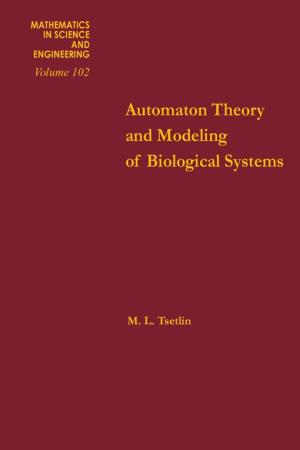 MATHEMATICS
IN SCIENCE
AND
ENGINEERING
Volume 102
Automaton Theory
and Modeling
of Biological Systems
M. L. Tsetlin